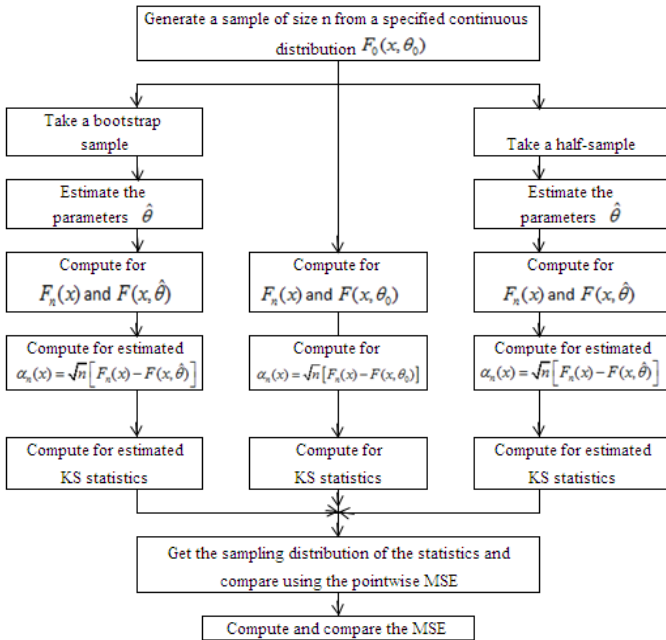 Generate a sample of size n from a specified continuous
distribution F₀(x,θ₀)
Take a bootstrap
sample
Estimate the
parameters θ̂
Compute for
Fₙ(x) and F(x,θ̂)
Compute for estimated
αₙ(x) = √n[Fₙ(x) − F(x,θ̂)]
Compute for estimated
KS statistics
Compute for
Fₙ(x) and F(x,θ₀)
Compute for
αₙ(x) = √n[Fₙ(x) − F(x,θ₀)]
Compute for
KS statistics
Take a half-sample
Estimate the
parameters θ̂
Compute for
Fₙ(x) and F(x,θ̂)
Compute for estimated
αₙ(x) = √n[Fₙ(x) − F(x,θ̂)]
Compute for estimated
KS statistics
Get the sampling distribution of the statistics and
compare using the pointwise MSE
Compute and compare the MSE